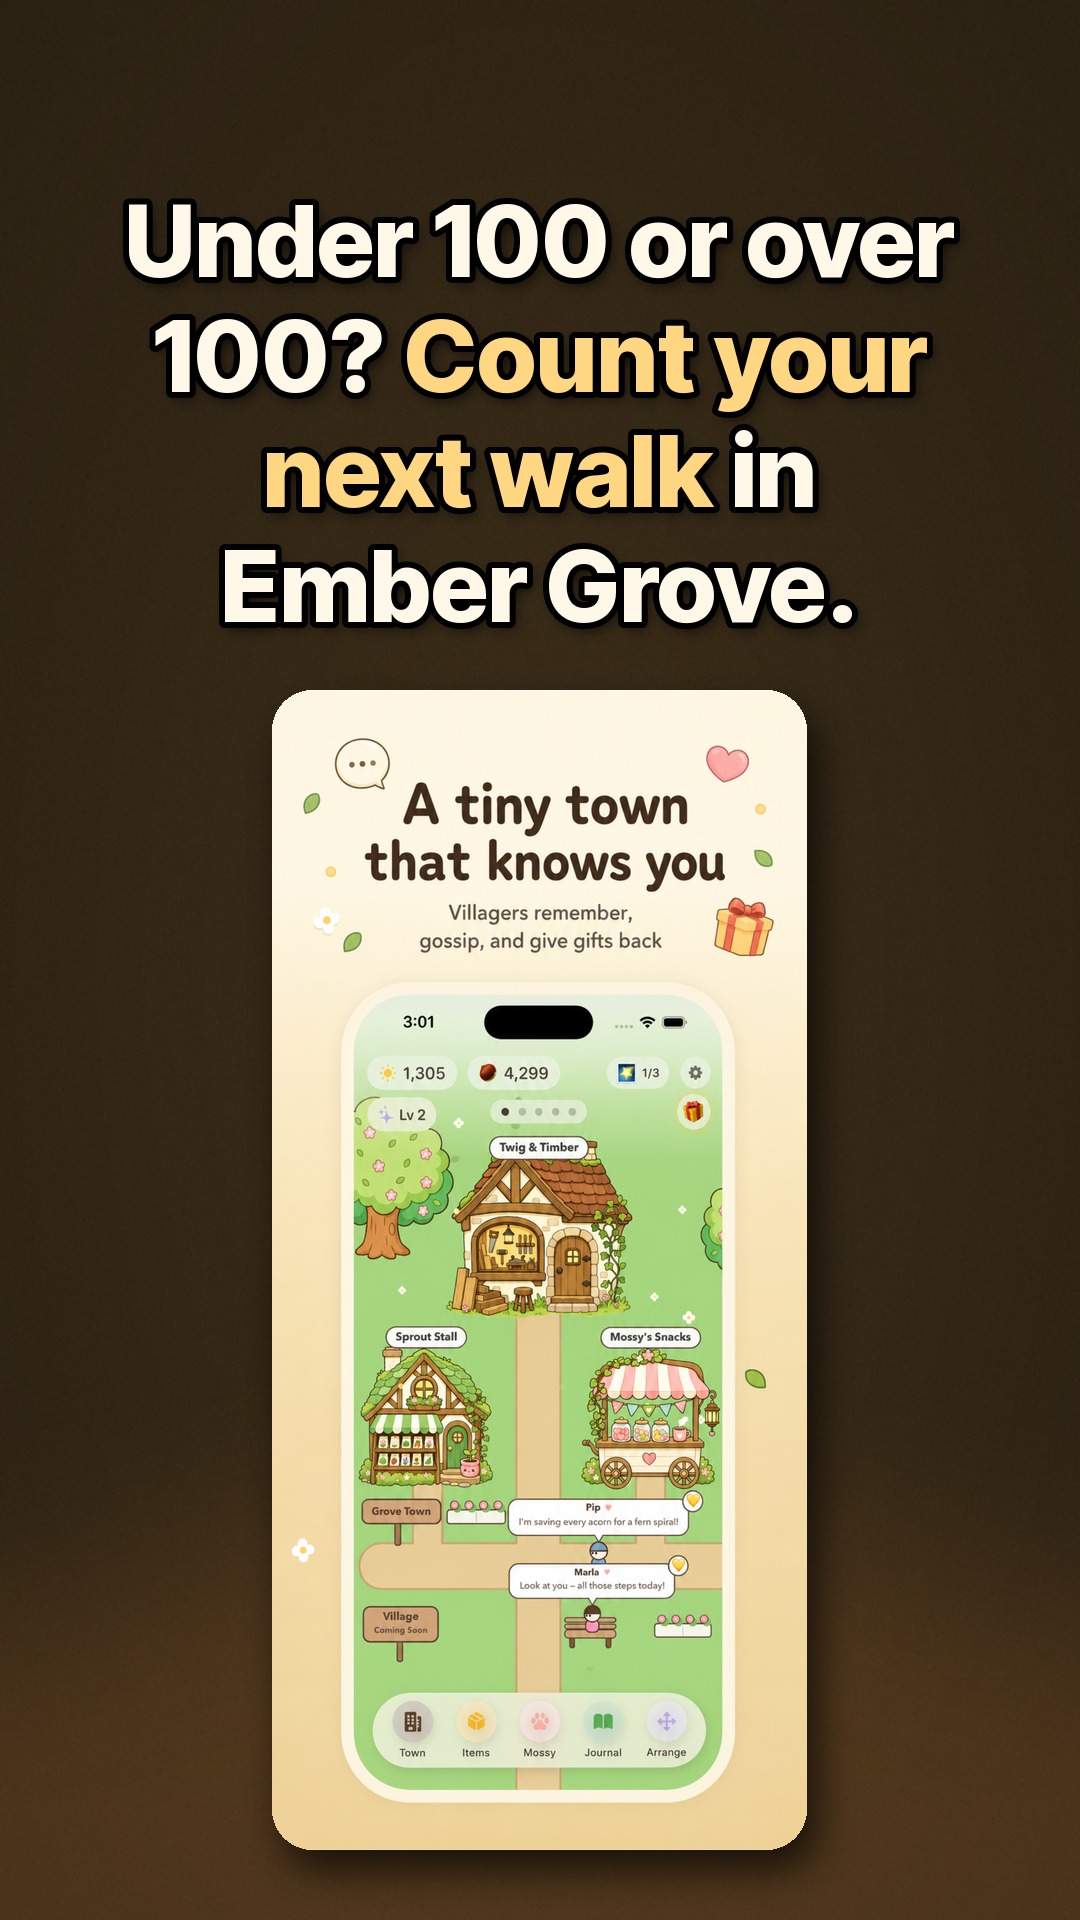 Under 100 or over
100? Count your
next walk in
Ember Grove.
A tiny town
that knows you
Villagers remember,
gossip, and give gifts back
3:01
1,305
4,299
1/3
Lv 2
Twig & Timber
Sprout Stall
Mossy's Snacks
Grove Town
Pip
I'm saving every acorn for a fern spiral!
Marla
Look at you – all those steps today!
Village
Coming Soon
Town
Items
Mossy
Journal
Arrange